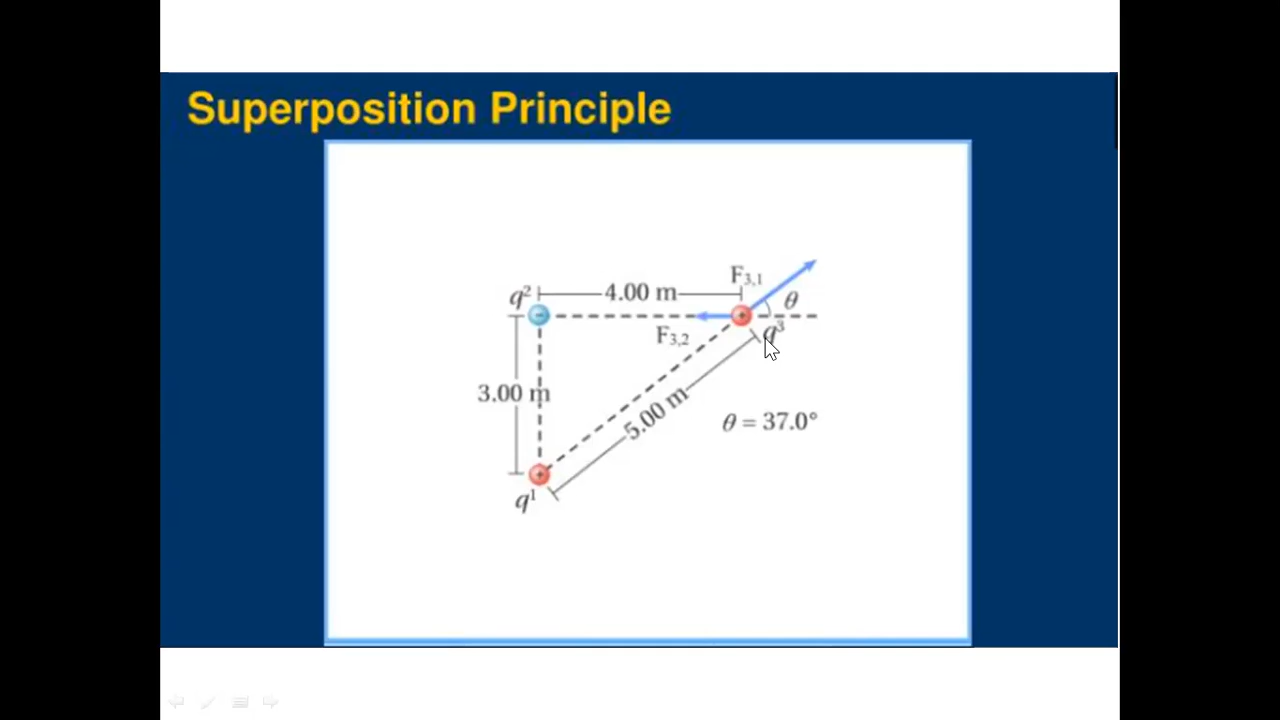 Superposition Principle
F3,1
q² 4.00 m θ
F3,2 q³
3.00 m
5.00 m θ = 37.0°
q¹